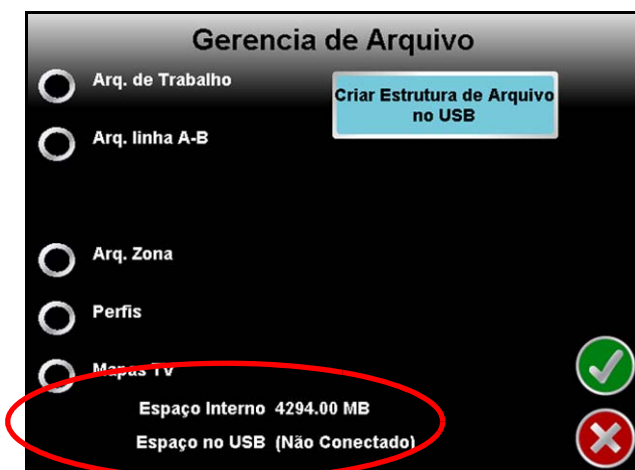 Gerencia de Arquivo
Arq. de Trabalho
Criar Estrutura de Arquivo
no USB
Arq. linha A-B
Arq. Zona
Perfis
Mapas TV
Espaço Interno 4294.00 MB
Espaço no USB (Não Conectado)